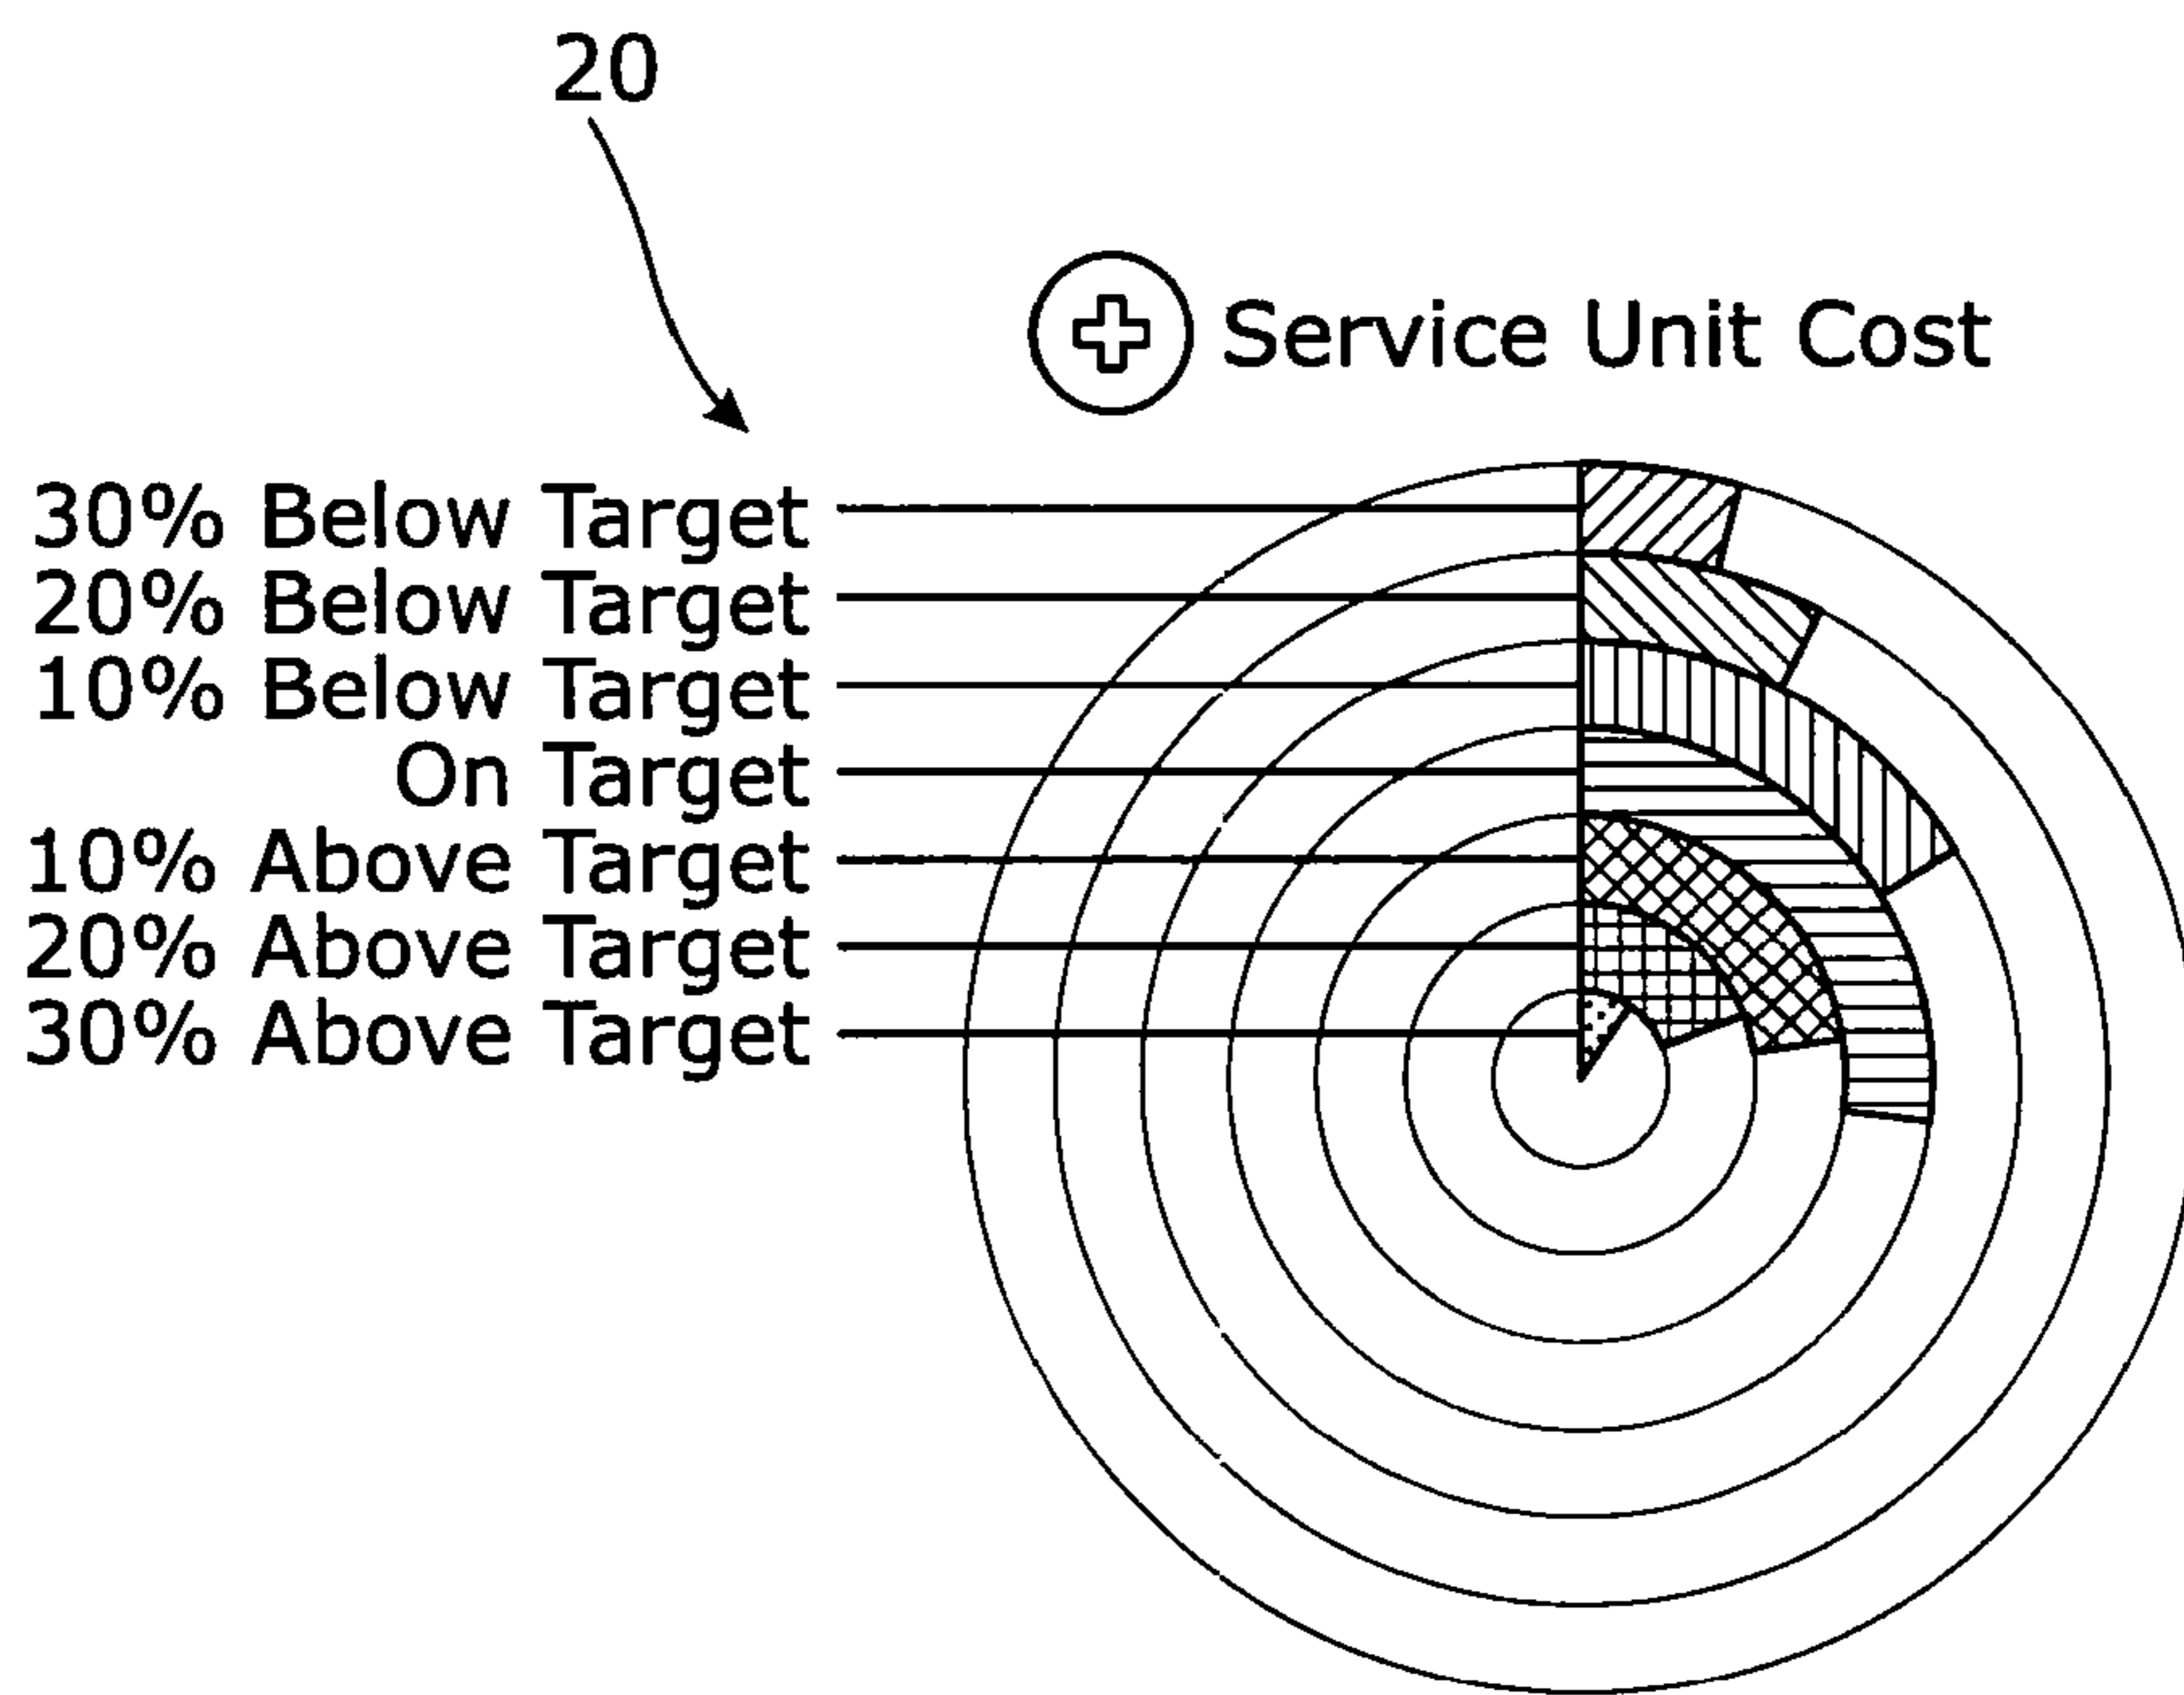 20
Service Unit Cost
30% Below Target
20% Below Target
10% Below Target
On Target
10% Above Target
20% Above Target
30% Above Target